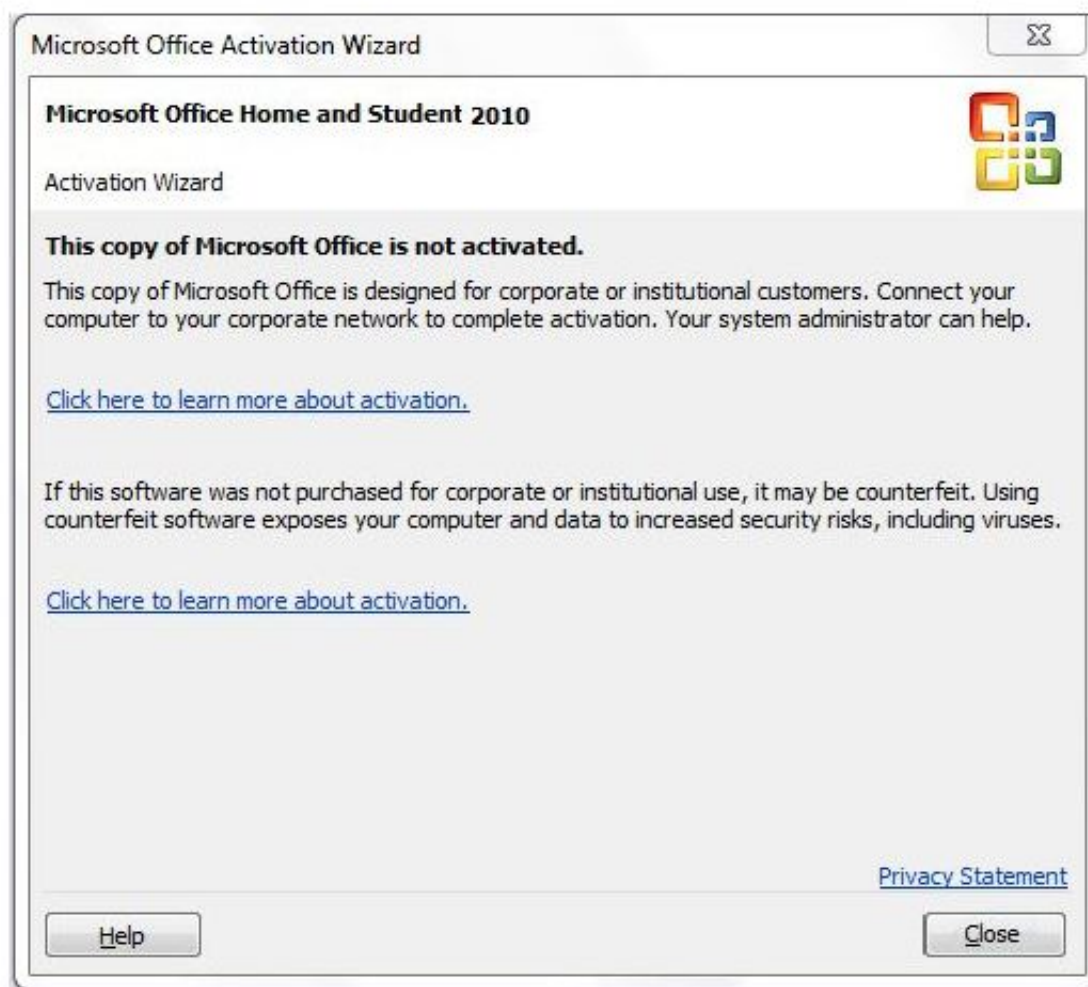 Microsoft Office Activation Wizard
Microsoft Office Home and Student 2010
Activation Wizard
This copy of Microsoft Office is not activated.
This copy of Microsoft Office is designed for corporate or institutional customers. Connect your
computer to your corporate network to complete activation. Your system administrator can help.
Click here to learn more about activation.
If this software was not purchased for corporate or institutional use, it may be counterfeit. Using
counterfeit software exposes your computer and data to increased security risks, including viruses.
Click here to learn more about activation.
Privacy Statement
Help
Close